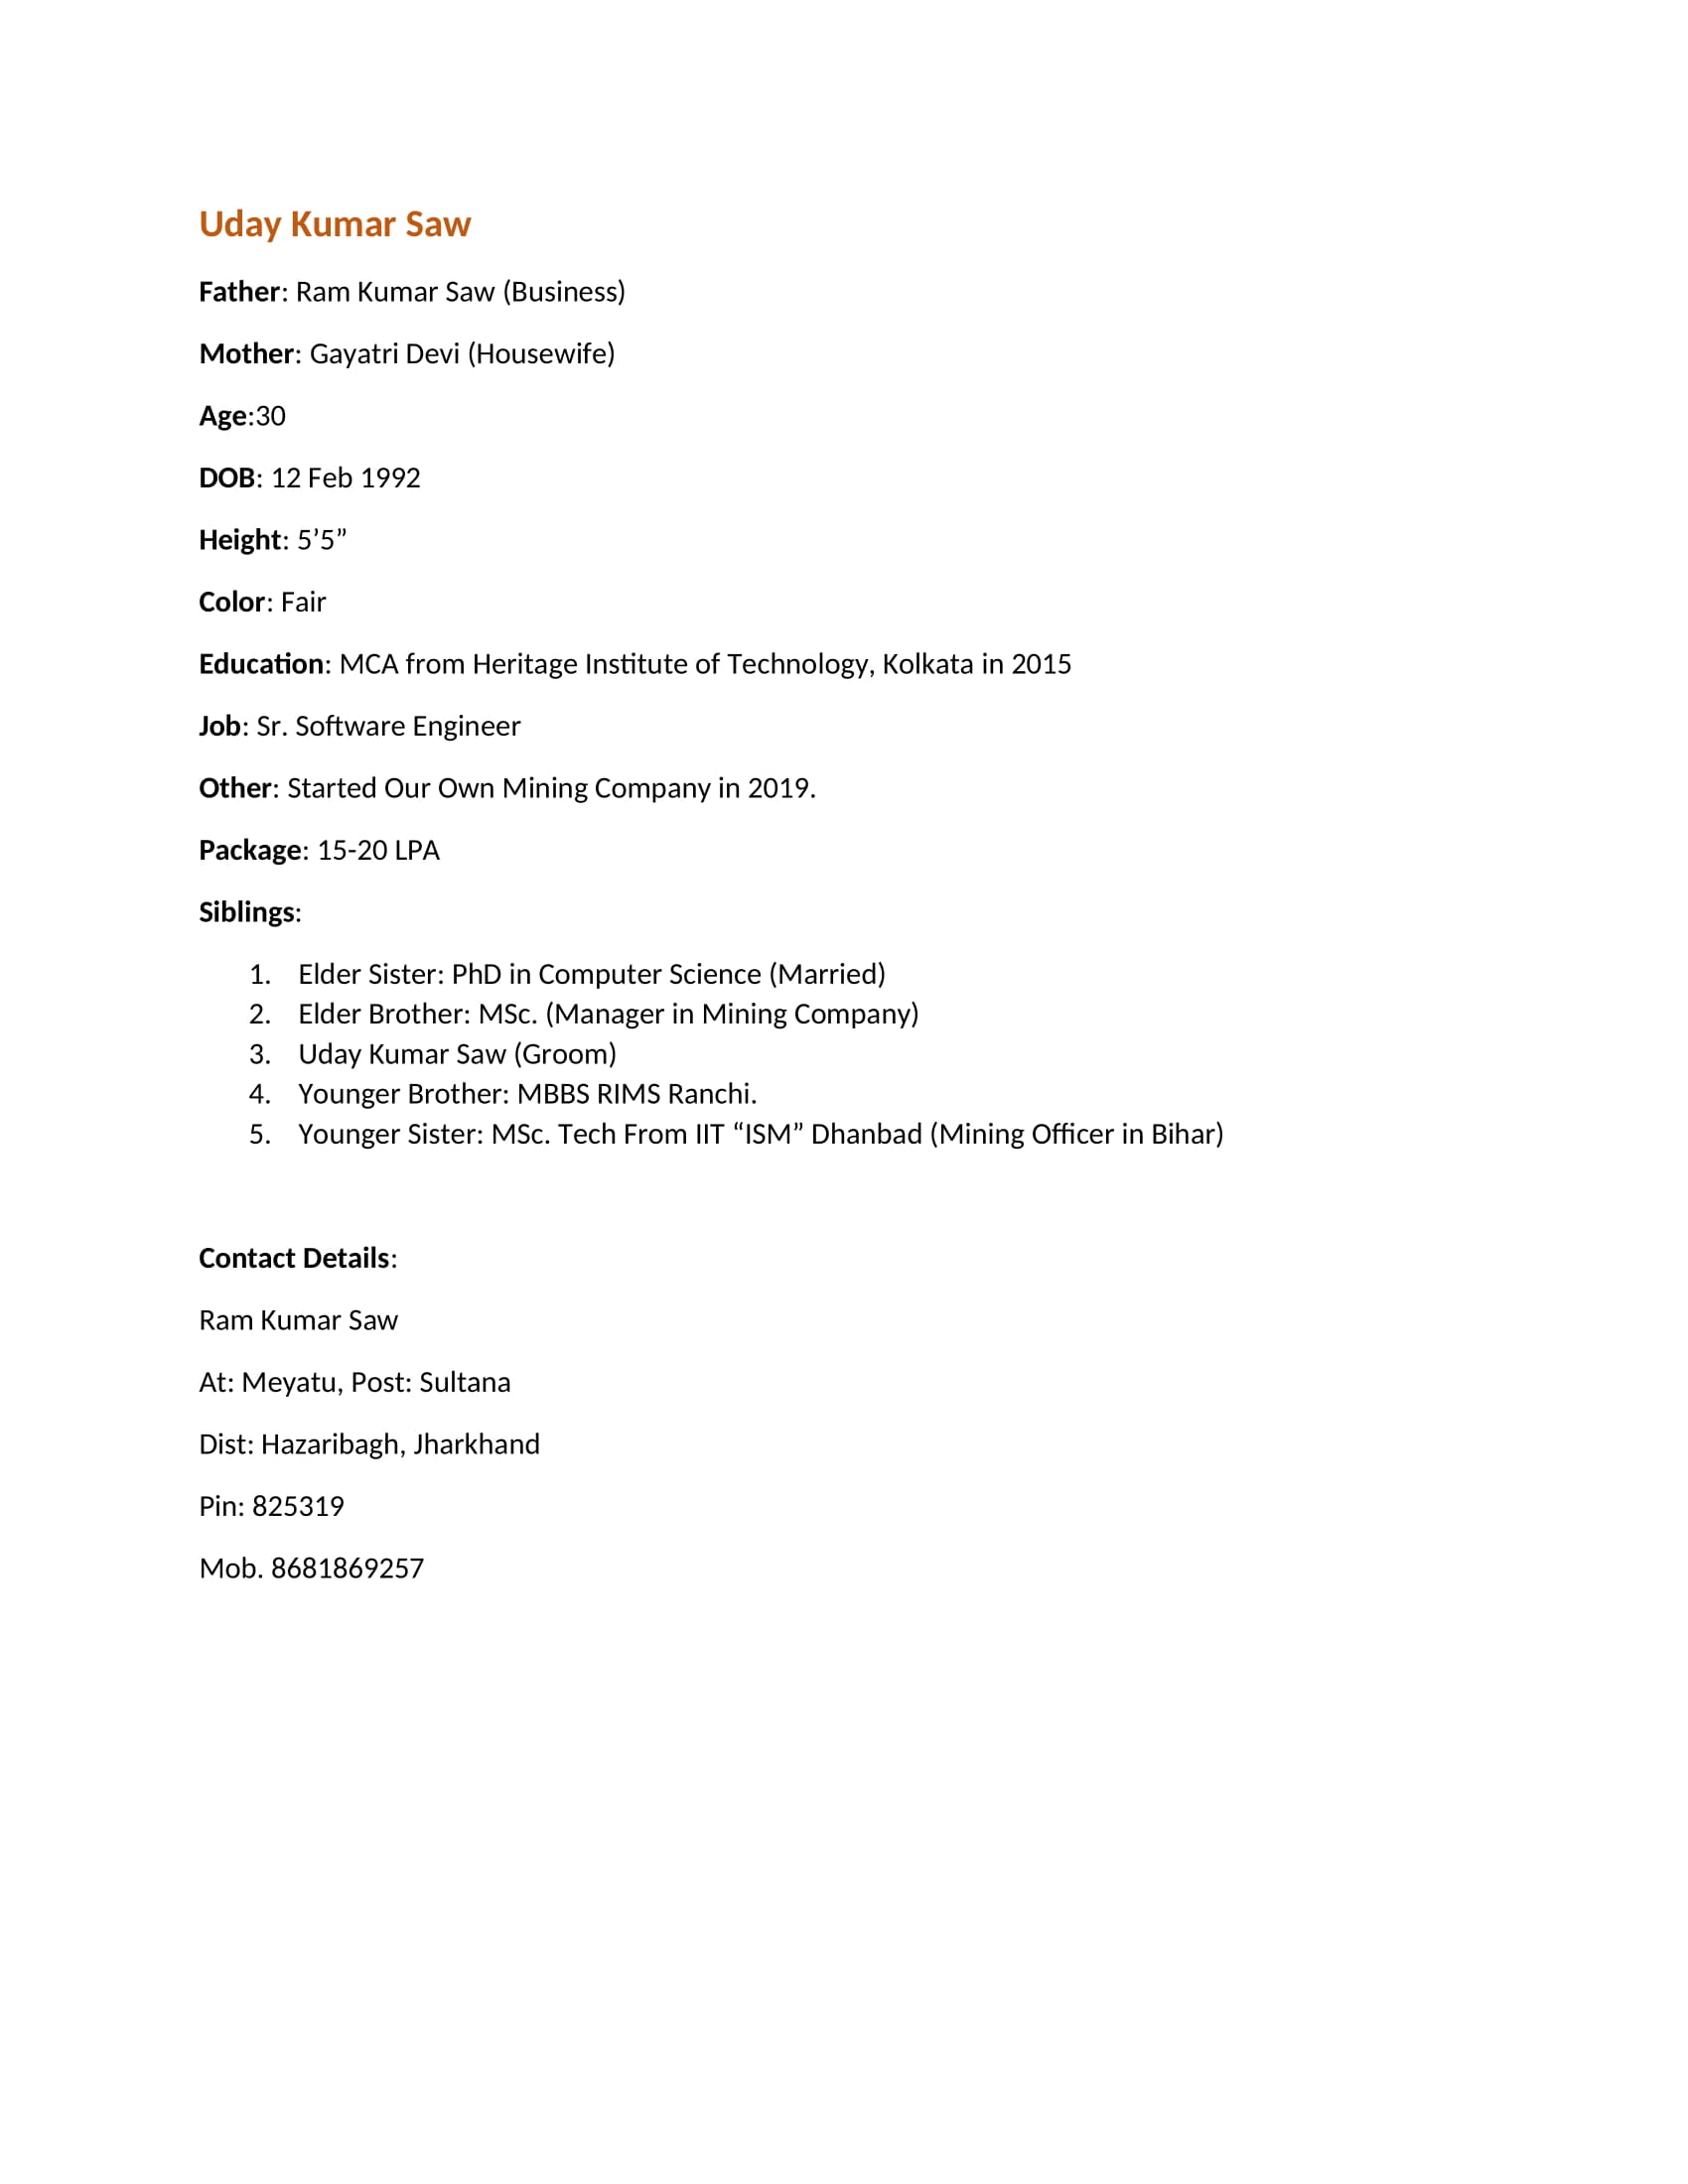 Uday Kumar Saw
Father: Ram Kumar Saw (Business)
Mother: Gayatri Devi (Housewife)
Age:30
DOB: 12 Feb 1992
Height: 5’5”
Color: Fair
Education: MCA from Heritage Institute of Technology, Kolkata in 2015
Job: Sr. Software Engineer
Other: Started Our Own Mining Company in 2019.
Package: 15-20 LPA
Siblings:
1. Elder Sister: PhD in Computer Science (Married)
2. Elder Brother: MSc. (Manager in Mining Company)
3. Uday Kumar Saw (Groom)
4. Younger Brother: MBBS RIMS Ranchi.
5. Younger Sister: MSc. Tech From IIT “ISM” Dhanbad (Mining Officer in Bihar)
Contact Details:
Ram Kumar Saw
At: Meyatu, Post: Sultana
Dist: Hazaribagh, Jharkhand
Pin: 825319
Mob. 8681869257